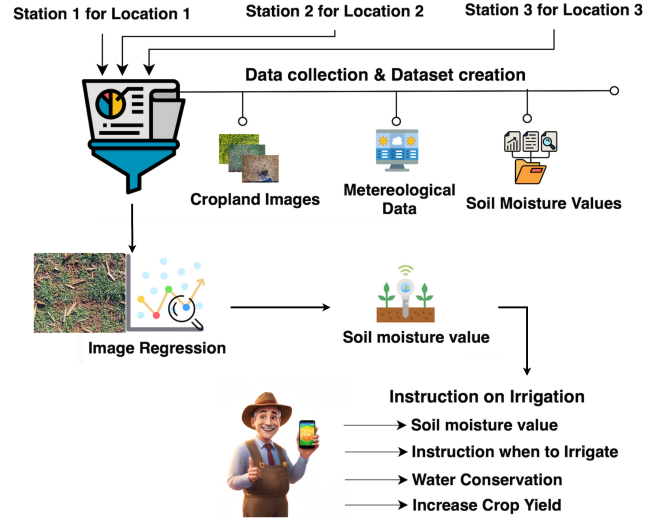 Station 1 for Location 1
Station 2 for Location 2
Station 3 for Location 3
Data collection & Dataset creation
Cropland Images
Metereological
Data
Soil Moisture Values
Image Regression
Soil moisture value
Instruction on Irrigation
Soil moisture value
Instruction when to Irrigate
Water Conservation
Increase Crop Yield